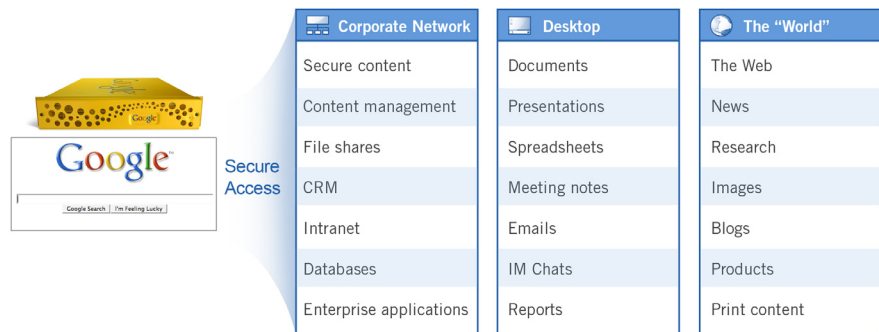 Google
Google™
Google Search
I'm Feeling Lucky
Secure
Access
Corporate Network
Secure content
Content management
File shares
CRM
Intranet
Databases
Enterprise applications
Desktop
Documents
Presentations
Spreadsheets
Meeting notes
Emails
IM Chats
Reports
The “World”
The Web
News
Research
Images
Blogs
Products
Print content